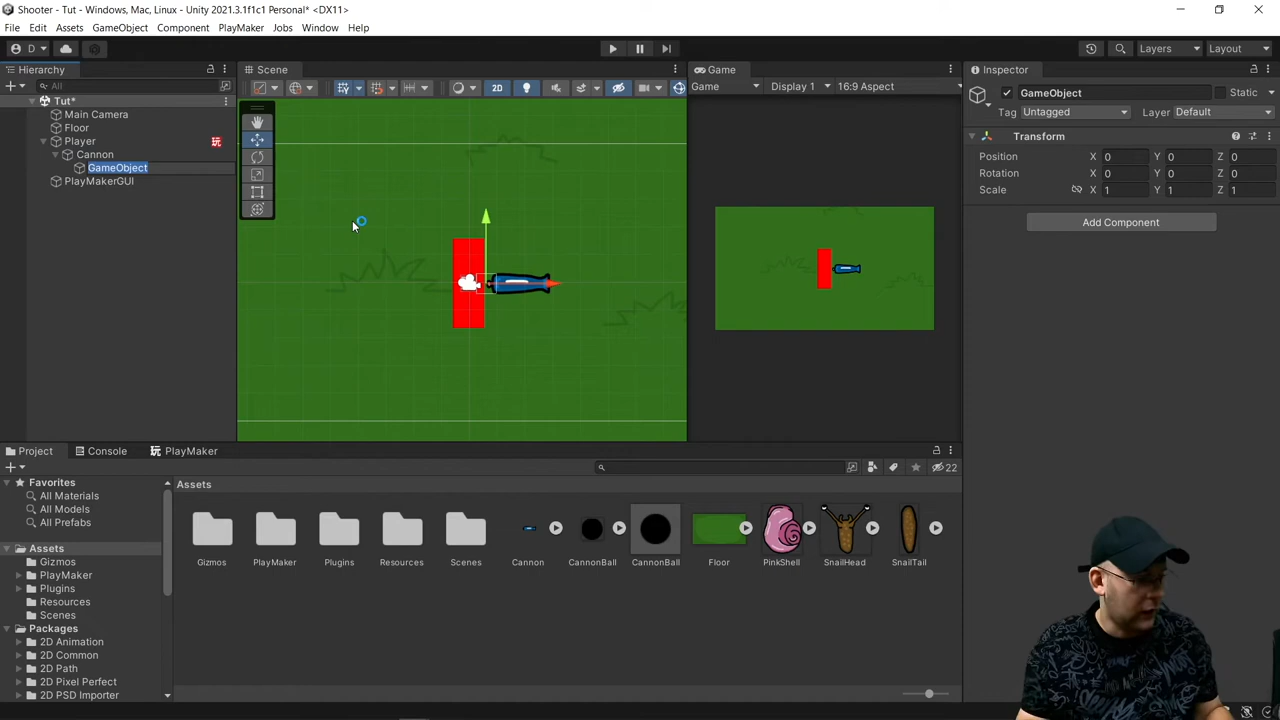 Shooter - Tut - Windows, Mac, Linux - Unity 2021.3.1f1c1 Personal* <DX11>
File Edit Assets GameObject Component PlayMaker Jobs Window Help
D Layers Layout
Hierarchy
All
Tut*
Main Camera
Floor
Player
Cannon
GameObject
PlayMakerGUI
Scene
2D
Game
Game Display 1 16:9 Aspect
Inspector
GameObject Static
Tag Untagged Layer Default
Transform
Position X 0 Y 0 Z 0
Rotation X 0 Y 0 Z 0
Scale X 1 Y 1 Z 1
Add Component
Project Console PlayMaker
22
Favorites
All Materials
All Models
All Prefabs
Assets
Gizmos
PlayMaker
Plugins
Resources
Scenes
Packages
2D Animation
2D Common
2D Path
2D Pixel Perfect
2D PSD Importer
Assets
Gizmos PlayMaker Plugins Resources Scenes Cannon CannonBall CannonBall Floor PinkShell SnailHead SnailTail